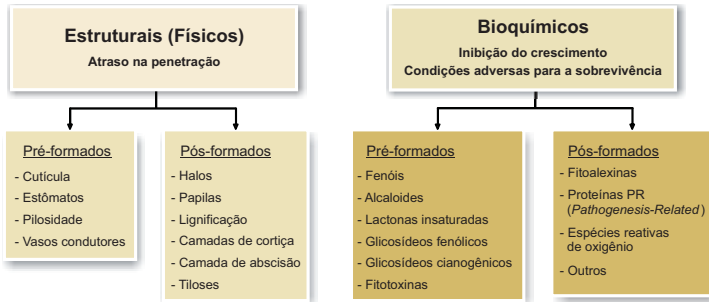 Estruturais (Físicos)
Atraso na penetração
Pré-formados
- Cutícula
- Estômatos
- Pilosidade
- Vasos condutores
Pós-formados
- Halos
- Papilas
- Lignificação
- Camadas de cortiça
- Camada de abscisão
- Tiloses
Bioquímicos
Inibição do crescimento
Condições adversas para a sobrevivência
Pré-formados
- Fenóis
- Alcaloides
- Lactonas insaturadas
- Glicosídeos fenólicos
- Glicosídeos cianogênicos
- Fitotoxinas
Pós-formados
- Fitoalexinas
- Proteínas PR
(Pathogenesis-Related)
- Espécies reativas
de oxigênio
- Outros